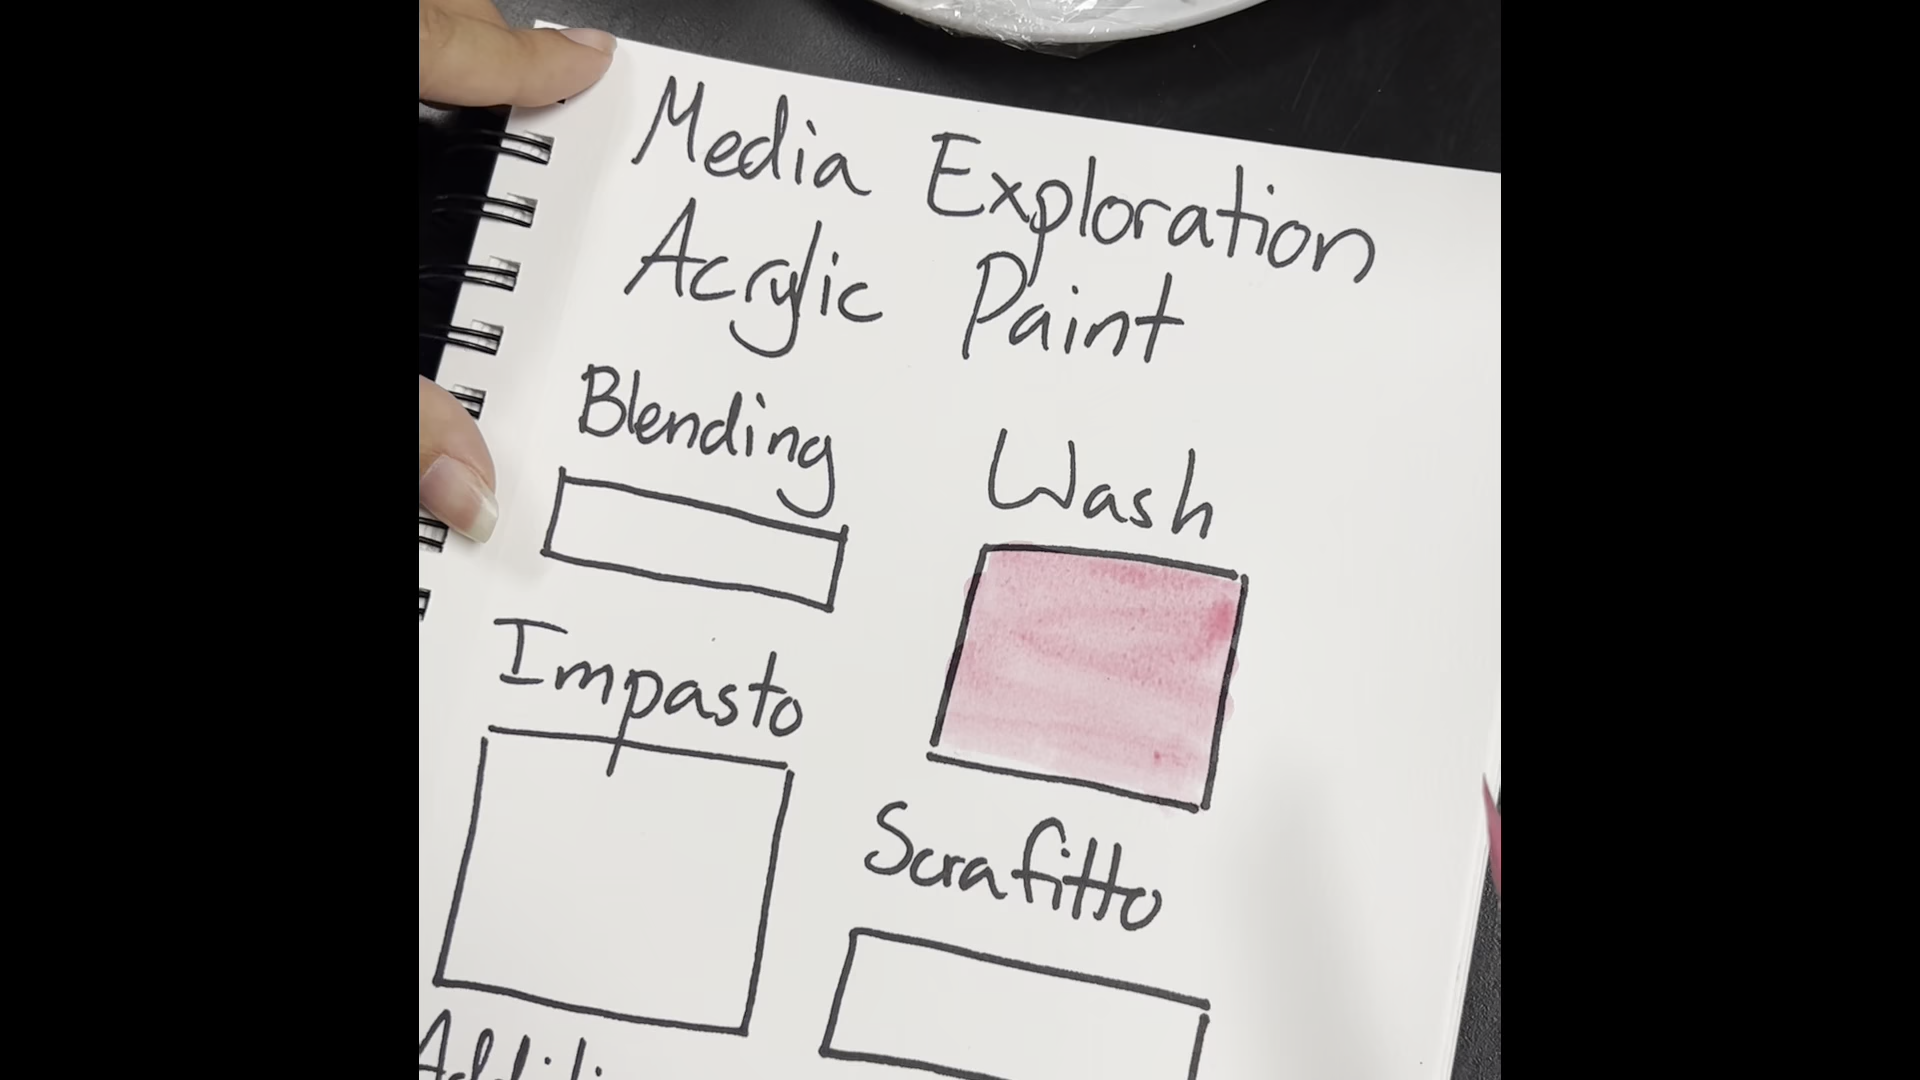 Media Exploration
Acrylic Paint
Blending
Wash
Impasto
Scrafitto